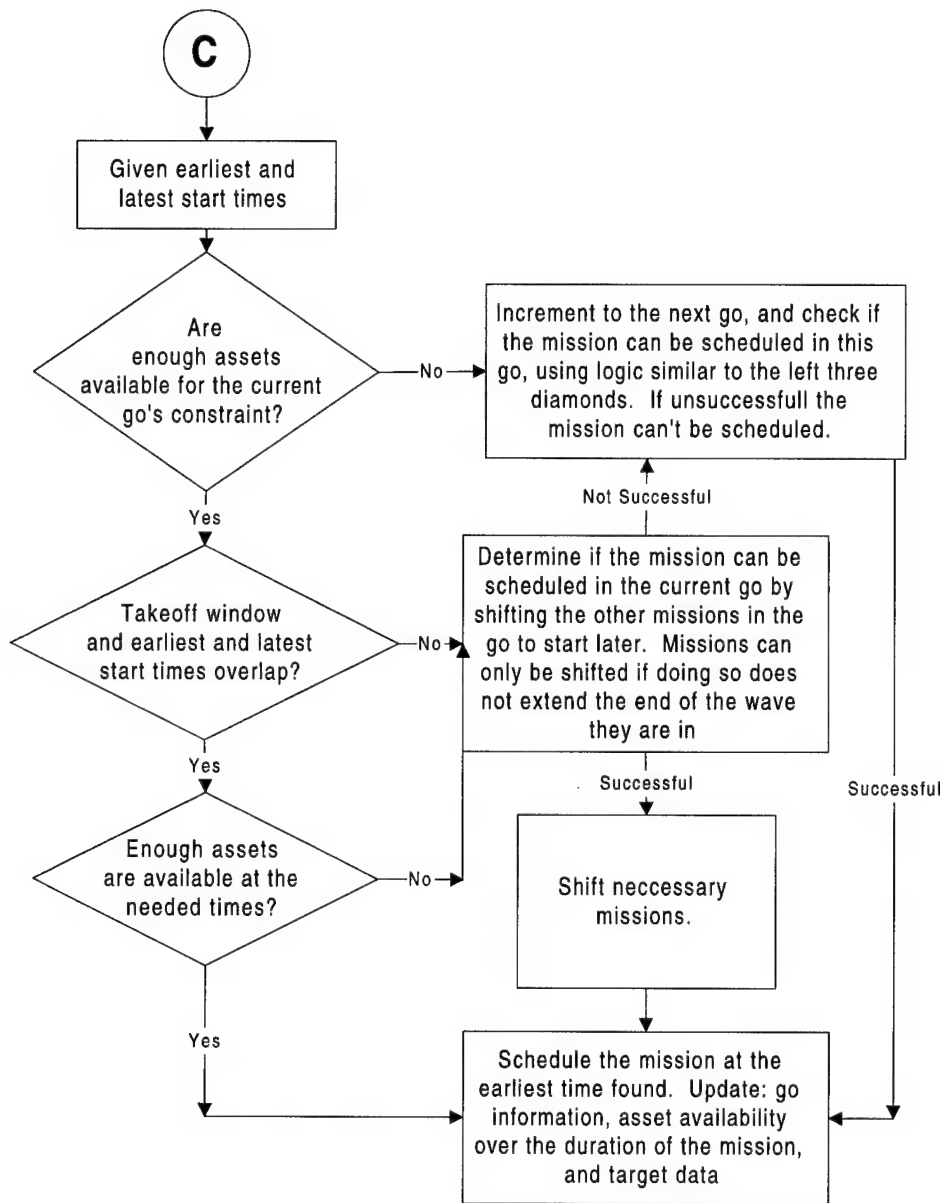 C
Given earliest and
latest start times
Are
enough assets
available for the current
go's constraint?
No
Increment to the next go, and check if
the mission can be scheduled in this
go, using logic similar to the left three
diamonds. If unsuccessfull the
mission can't be scheduled.
Yes
Not Successful
Takeoff window
and earliest and latest
start times overlap?
No
Determine if the mission can be
scheduled in the current go by
shifting the other missions in the
go to start later. Missions can
only be shifted if doing so does
not extend the end of the wave
they are in
Yes
Successful
Successful
Enough assets
are available at the
needed times?
No
Shift neccessary
missions.
Yes
Schedule the mission at the
earliest time found. Update: go
information, asset availability
over the duration of the mission,
and target data